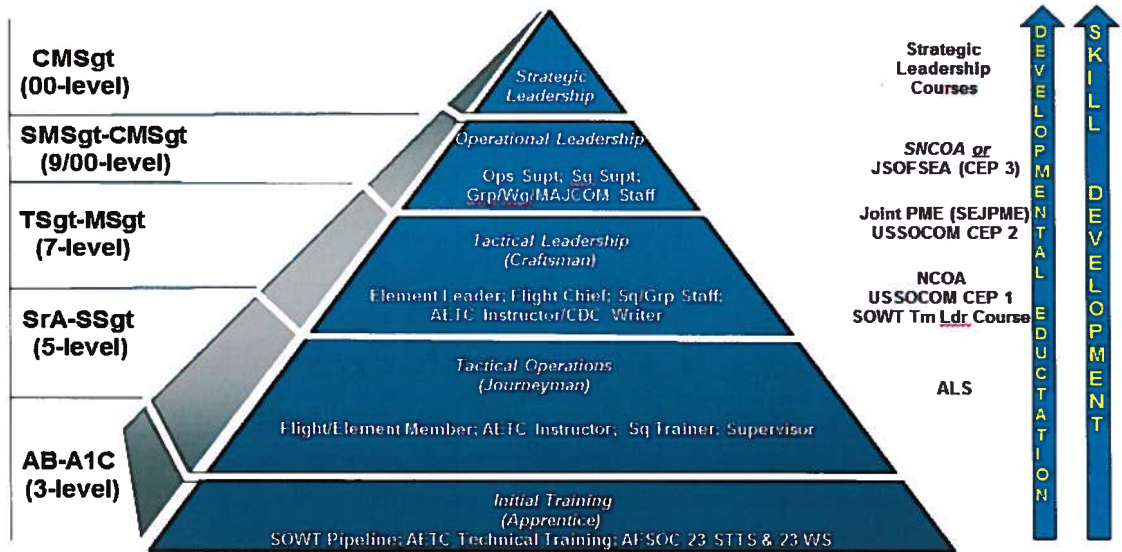 CMSgt
(00-level)
SMSgt-CMSgt
(9/00-level)
TSgt-MSgt
(7-level)
SrA-SSgt
(5-level)
AB-A1C
(3-level)
Strategic
Leadership
Operational Leadership
Ops Supt; Sq Supt;
Grp/Wg/MAJCOM Staff
Tactical Leadership
(Craftsman)
Element Leader; Flight Chief; Sq/Grp Staff;
AETC Instructor/CDC Writer
Tactical Operations
(Journeyman)
Flight/Element Member; AETC Instructor; Sq Trainer; Supervisor
Initial Training
(Apprentice)
SOWT Pipeline; AETC Technical Training; AFSOC 23 STTS & 23 WS
Strategic
Leadership
Courses
SNCOA or
JSOFSEA (CEP 3)
Joint PME (SEJPME)
USSOCOM CEP 2
NCOA
USSOCOM CEP 1
SOWT Tm Ldr Course
ALS
DEVELOPMENTAL EDUCTATION
SKILL DEVELOPMENT